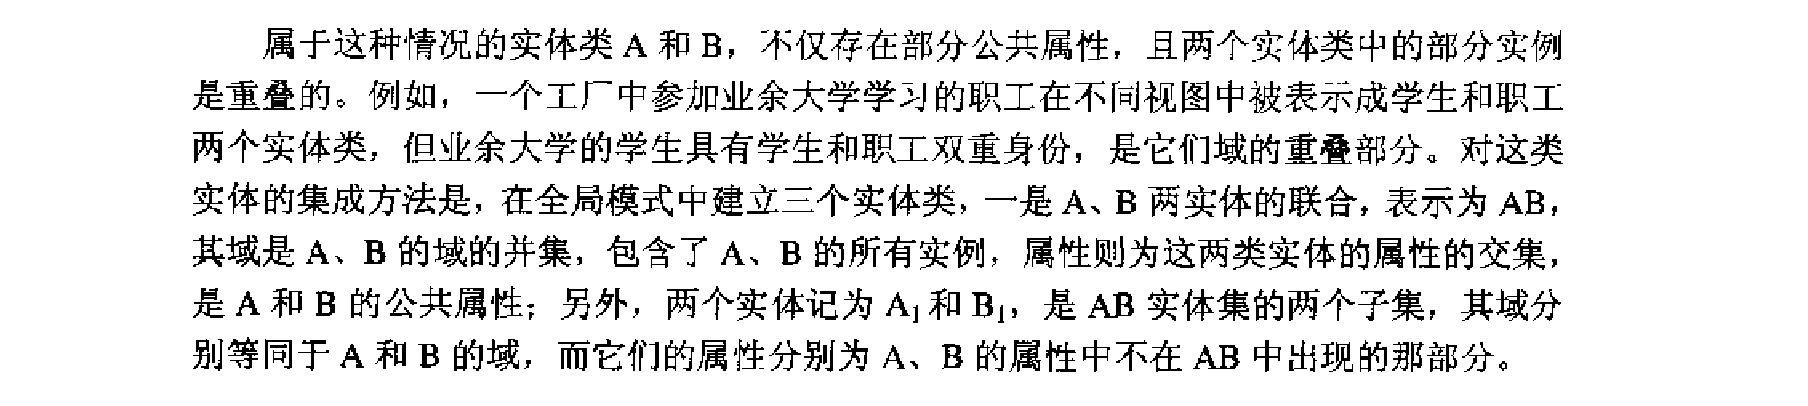 属于这种情况的实体类 A 和 B，不仅存在部分公共属性，且两个实体类中的部分实例
是重叠的。例如，一个工厂中参加业余大学学习的职工在不同视图中被表示成学生和职工
两个实体类，但业余大学的学生具有学生和职工双重身份，是它们域的重叠部分。对这类
实体的集成方法是，在全局模式中建立三个实体类，一是 A、B 两实体的联合，表示为 AB，
其域是 A、B 的域的并集，包含了 A、B 的所有实例，属性则为这两类实体的属性的交集，
是 A 和 B 的公共属性；另外，两个实体记为 A₁和 B₁，是 AB 实体集的两个子集，其域分
别等同于 A 和 B 的域，而它们的属性分别为 A、B 的属性中不在 AB 中出现的那部分。